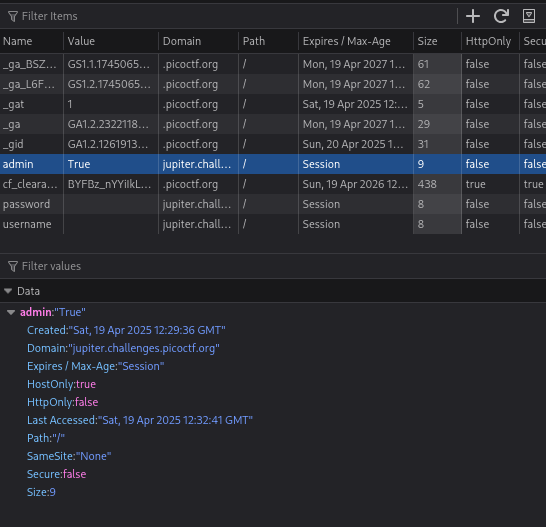 Filter Items
Name Value Domain Path Expires / Max-Age Size HttpOnly Secu
_ga_BSZ… GS1.1.1745065… .picoctf.org / Mon, 19 Apr 2027 1… 61 false false
_ga_L6F… GS1.2.1745065… .picoctf.org / Mon, 19 Apr 2027 1… 62 false false
_gat 1 .picoctf.org / Sat, 19 Apr 2025 12:… 5 false false
_ga GA1.2.2322118… .picoctf.org / Mon, 19 Apr 2027 1… 29 false false
_gid GA1.2.1261913… .picoctf.org / Sun, 20 Apr 2025 1… 31 false false
admin True jupiter.chall… / Session 9 false false
cf_cleara… BYFBz_nYYiIkL… .picoctf.org / Sun, 19 Apr 2026 12… 438 true true
password jupiter.chall… / Session 8 false false
username jupiter.chall… / Session 8 false false
Filter values
Data
admin:"True"
Created:"Sat, 19 Apr 2025 12:29:36 GMT"
Domain:"jupiter.challenges.picoctf.org"
Expires / Max-Age:"Session"
HostOnly:true
HttpOnly:false
Last Accessed:"Sat, 19 Apr 2025 12:32:41 GMT"
Path:"/"
SameSite:"None"
Secure:false
Size:9